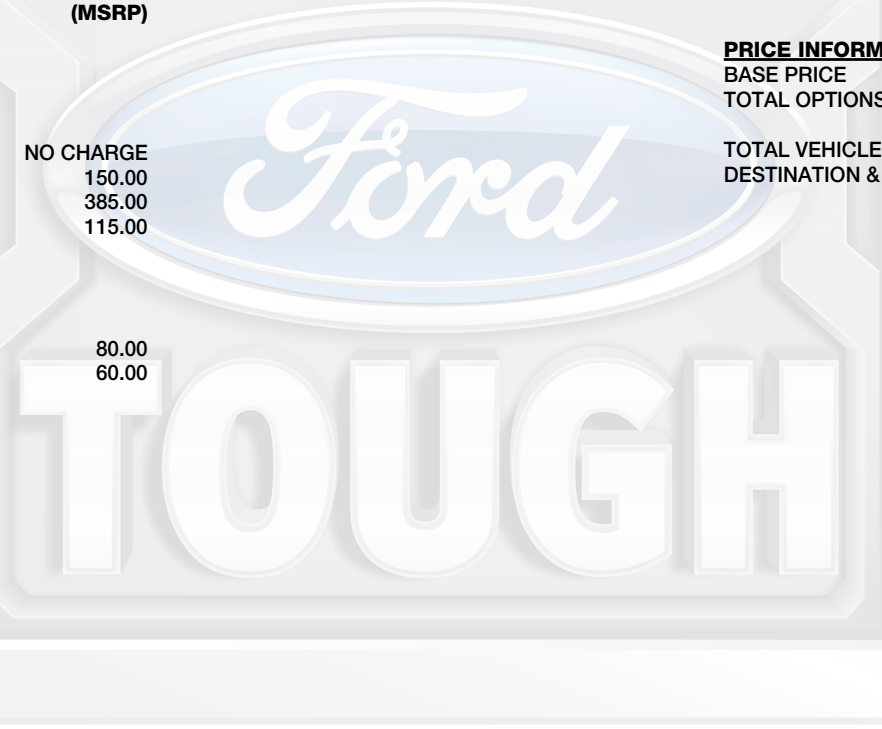 (MSRP)
NO CHARGE
150.00
385.00
115.00
80.00
60.00
PRICE INFORM
BASE PRICE
TOTAL OPTIONS
TOTAL VEHICLE
DESTINATION &
Ford
TOUGH